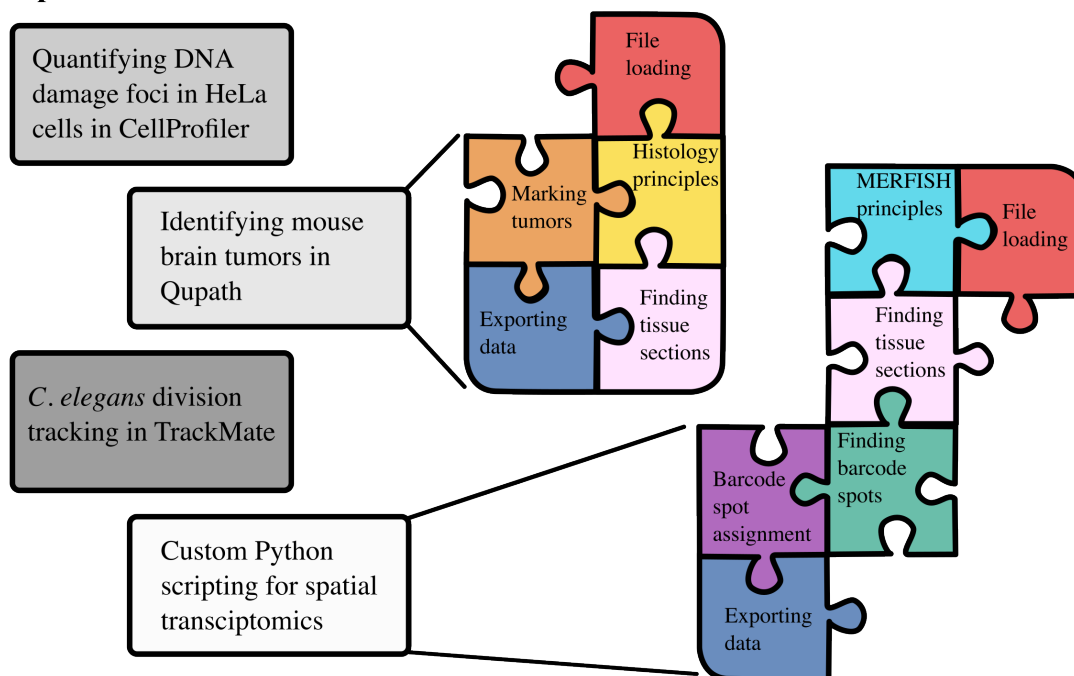 Quantifying DNA
damage foci in HeLa
cells in CellProfiler
Identifying mouse
brain tumors in
Qupath
C. elegans division
tracking in TrackMate
Custom Python
scripting for spatial
transciptomics
File
loading
Histology
principles
Marking
tumors
Exporting
data
Finding
tissue
sections
MERFISH
principles
File
loading
Finding
tissue
sections
Finding
barcode
spots
Barcode
spot
assignment
Exporting
data